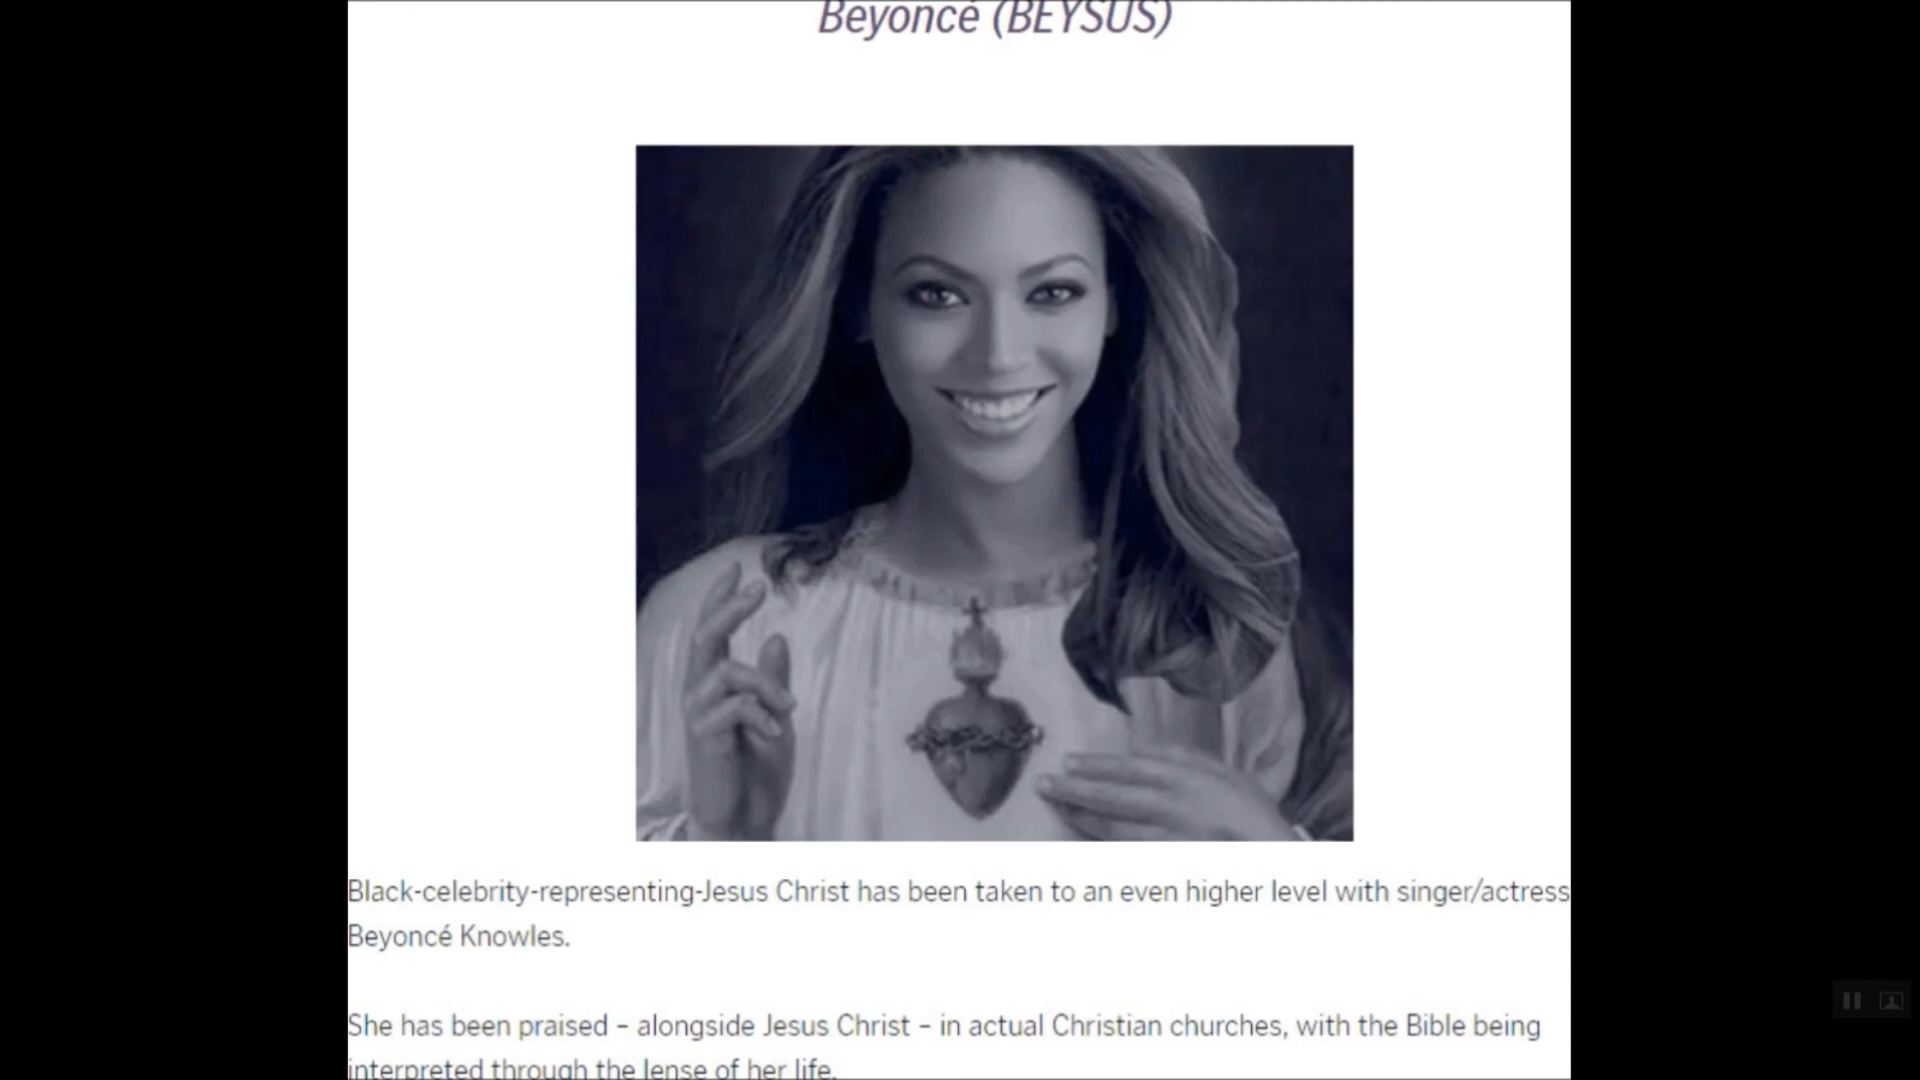 Beyoncé (BEYSUS)
Black-celebrity-representing-Jesus Christ has been taken to an even higher level with singer/actress
Beyoncé Knowles.
She has been praised – alongside Jesus Christ – in actual Christian churches, with the Bible being
interpreted through the lense of her life.